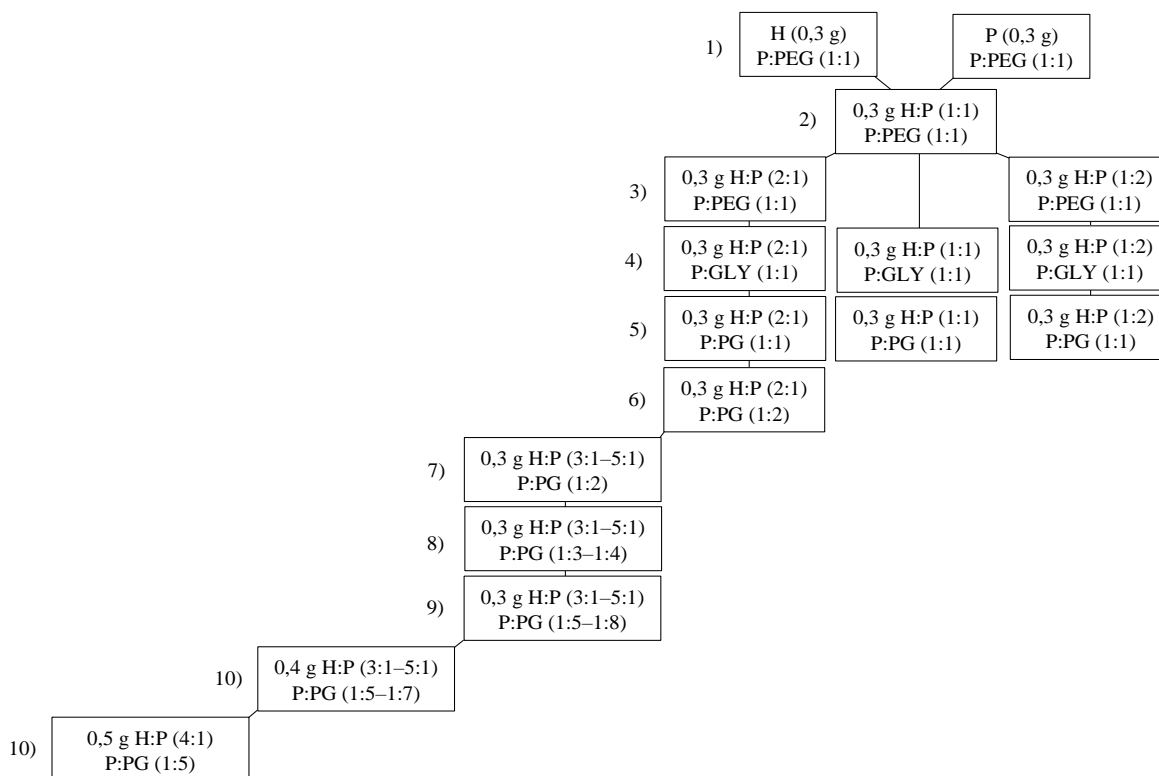 1)
H (0,3 g)
P:PEG (1:1)
P (0,3 g)
P:PEG (1:1)
2)
0,3 g H:P (1:1)
P:PEG (1:1)
3)
0,3 g H:P (2:1)
P:PEG (1:1)
0,3 g H:P (1:2)
P:PEG (1:1)
4)
0,3 g H:P (2:1)
P:GLY (1:1)
0,3 g H:P (1:1)
P:GLY (1:1)
0,3 g H:P (1:2)
P:GLY (1:1)
5)
0,3 g H:P (2:1)
P:PG (1:1)
0,3 g H:P (1:1)
P:PG (1:1)
0,3 g H:P (1:2)
P:PG (1:1)
6)
0,3 g H:P (2:1)
P:PG (1:2)
7)
0,3 g H:P (3:1–5:1)
P:PG (1:2)
8)
0,3 g H:P (3:1–5:1)
P:PG (1:3–1:4)
9)
0,3 g H:P (3:1–5:1)
P:PG (1:5–1:8)
10)
0,4 g H:P (3:1–5:1)
P:PG (1:5–1:7)
10)
0,5 g H:P (4:1)
P:PG (1:5)